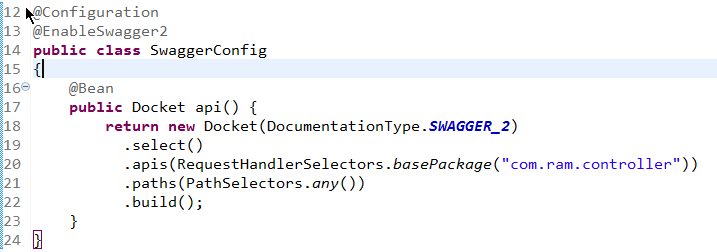 12 @Configuration
13 @EnableSwagger2
14 public class SwaggerConfig
15 {
16 @Bean
17 public Docket api() {
18 return new Docket(DocumentationType.SWAGGER_2)
19 .select()
20 .apis(RequestHandlerSelectors.basePackage("com.ram.controller"))
21 .paths(PathSelectors.any())
22 .build();
23 }
24 }